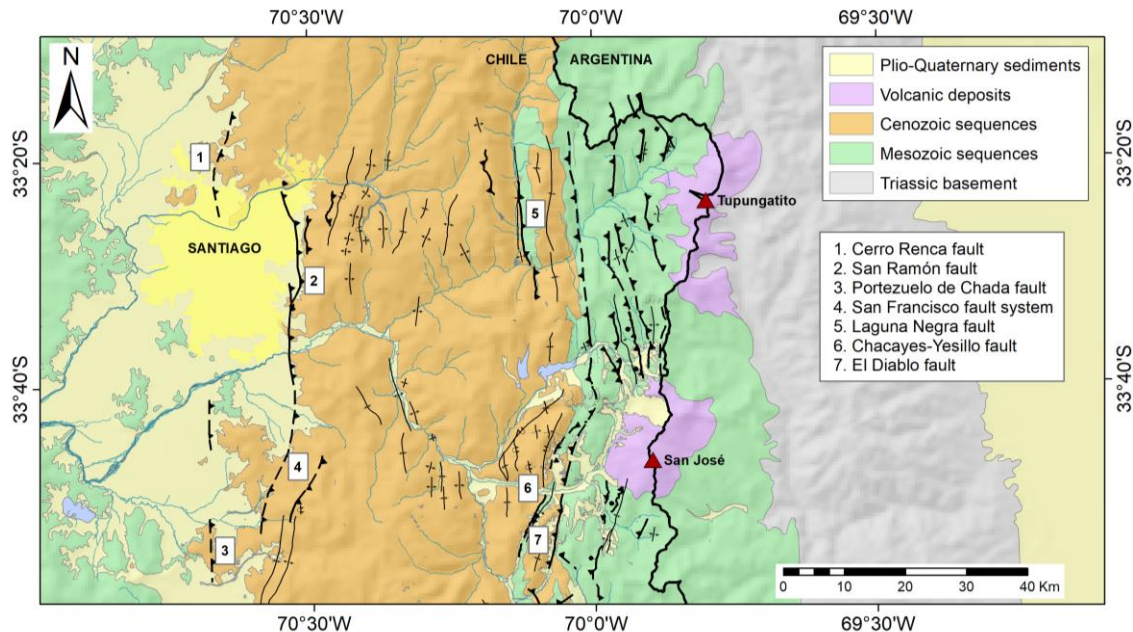 70°30'W
70°0'W
69°30'W
N
CHILE
ARGENTINA
Plio-Quaternary sediments
Volcanic deposits
Cenozoic sequences
Mesozoic sequences
Triassic basement
33°20'S
33°20'S
1
Tupungatito
5
SANTIAGO
2
1. Cerro Renca fault
2. San Ramón fault
3. Portezuelo de Chada fault
4. San Francisco fault system
5. Laguna Negra fault
6. Chacayes-Yesillo fault
7. El Diablo fault
33°40'S
33°40'S
4
San José
6
7
3
0 10 20 30 40 Km
70°30'W
70°0'W
69°30'W